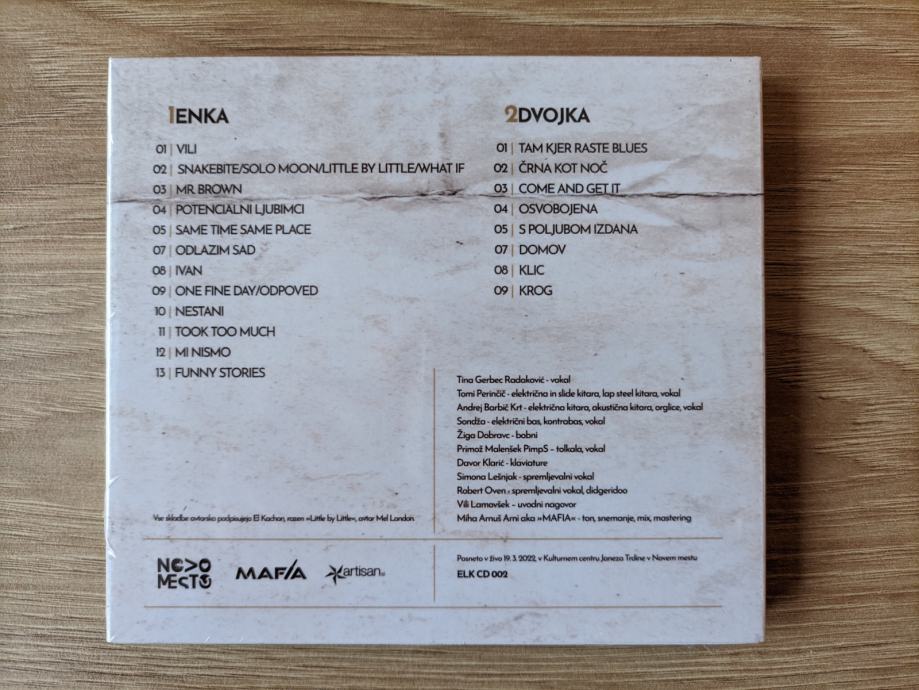 1ENKA
01 | VILI
02 | SNAKEBITE/SOLO MOON/LITTLE BY LITTLE/WHAT IF
03 | MR. BROWN
04 | POTENCIALNI LJUBIMCI
05 | SAME TIME SAME PLACE
07 | ODLAZIM SAD
08 | IVAN
09 | ONE FINE DAY/ODPOVED
10 | NESTANI
11 | TOOK TOO MUCH
12 | MI NISMO
13 | FUNNY STORIES
2DVOJKA
01 | TAM KJER RASTE BLUES
02 | ČRNA KOT NOČ
03 | COME AND GET IT
04 | OSVOBOJENA
05 | S POLJUBOM IZDANA
07 | DOMOV
08 | KLIC
09 | KROG
Tina Gerbec Radaković - vokal
Tomi Perinčič - električna in slide kitara, lap steel kitara, vokal
Andrej Barbič Krt - električna kitara, akustična kitara, orglice, vokal
Sondža - električni bas, kontrabas, vokal
Žiga Dobravc - bobni
Primož Malenšek PimpS – tolkala, vokal
Davor Klarić - klaviature
Simona Lešnjak - spremljevalni vokal
Robert Oven - spremljevalni vokal, didgeridoo
Vili Lamovšek – uvodni nagovor
Miha Arnuš Arni aka »MAFIA« - ton, snemanje, mix, mastering
Vse skladbe avtorsko podpisujejo El Kachon, razen »Little by Little«, avtor Mel London.
NOVO
MESTO
MAFIA
artisan
Posneto v živo 19. 3. 2022, v Kulturnem centru Janeza Trdine v Novem mestu
ELK CD 002